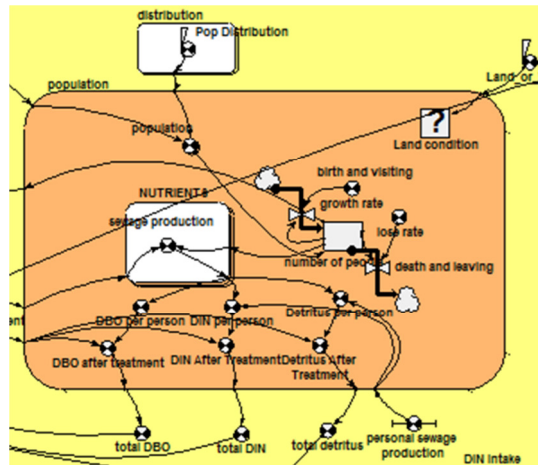 distribution
Pop Distribution
Land_or_
population
population
?
Land condition
birth and visiting
NUTRIENTS
growth rate
sewage production
lose rate
number of people
death and leaving
DBO per person
DIN per person
Detritus per person
DBO after treatment
DIN After Treatment
Detritus After
Treatment
total DBO
total DIN
total detritus
personal sewage
production
DIN Intake